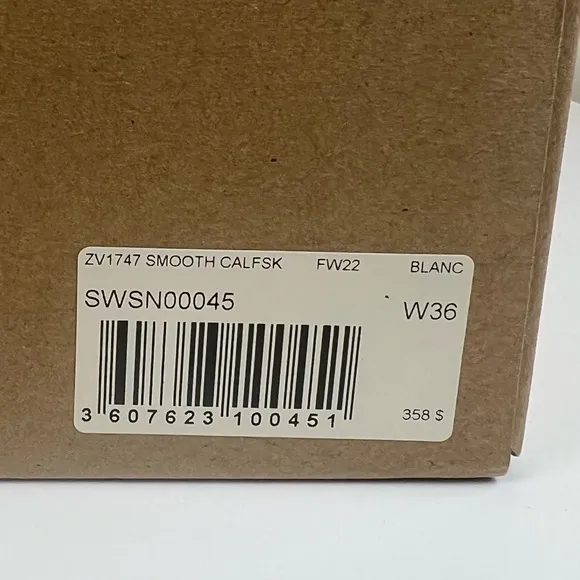 ZV1747 SMOOTH CALFSK FW22 BLANC
SWSN00045 W36
3 607623 100451 358 $